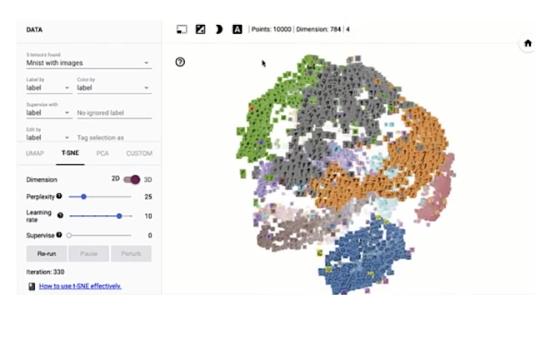 DATA
5 tensors found
Mnist with images
Label by
Color by
label
label
Supervise with
label
No ignored label
Edit by
label
Tag selection as
UMAP
T-SNE
PCA
CUSTOM
Dimension 2D 3D
Perplexity 25
Learning rate 10
Supervise 0
Re-run
Pause
Perturb
Iteration: 330
How to use t-SNE effectively.
A
Points: 10000 | Dimension: 784 | 4